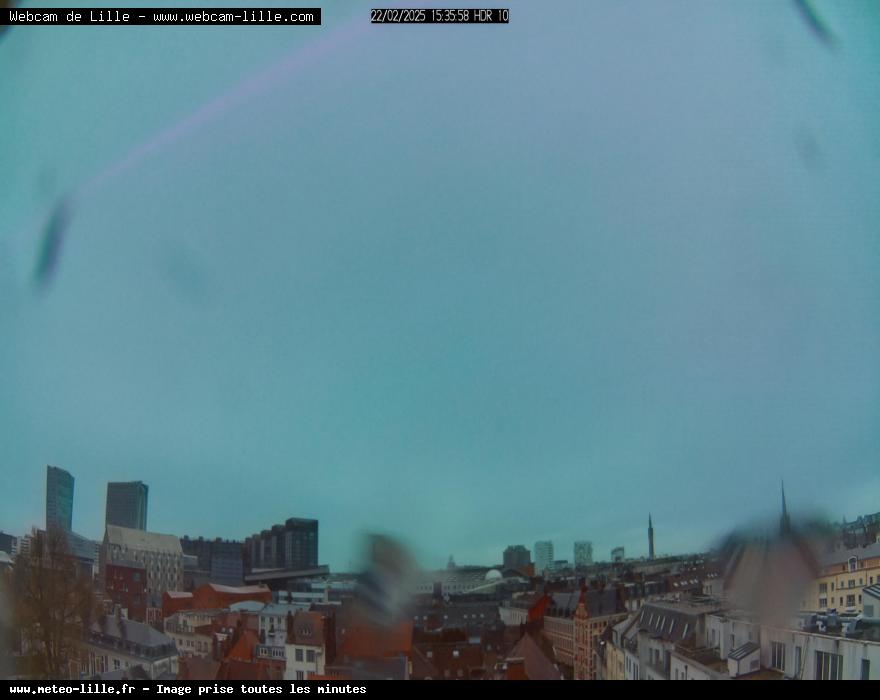 Webcam de Lille - www.webcam-lille.com
22/02/2025 15:35:58 HDR 10
www.meteo-lille.fr - Image prise toutes les minutes